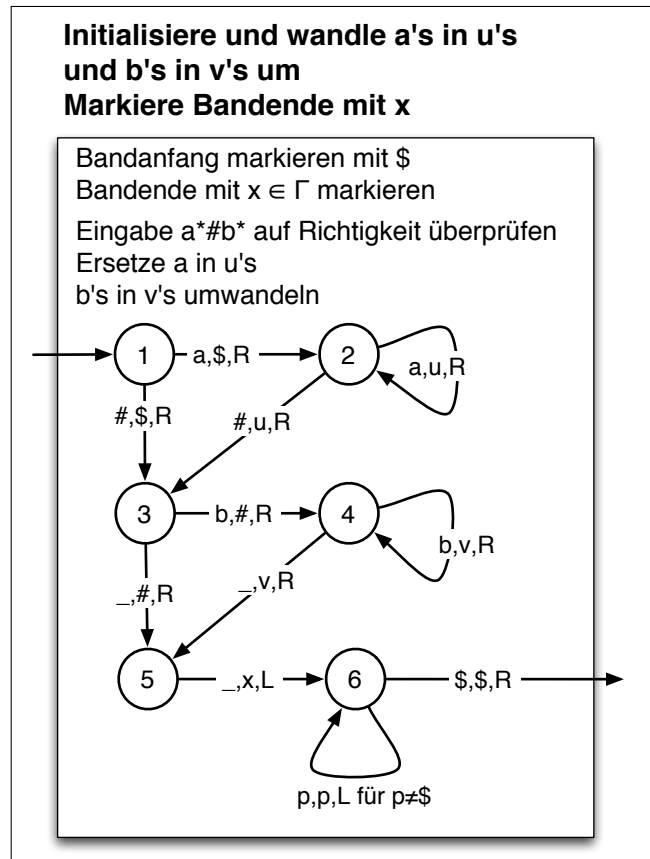 Initialisiere und wandle a's in u's
und b's in v's um
Markiere Bandende mit x
Bandanfang markieren mit $
Bandende mit x ∈ Γ markieren
Eingabe a*#b* auf Richtigkeit überprüfen
Ersetze a in u's
b's in v's umwandeln
1
a,$,R
2
a,u,R
#,$,R
#,u,R
3
b,#,R
4
b,v,R
_,#,R
_,v,R
5
_,x,L
6
$,$,R
p,p,L für p≠$